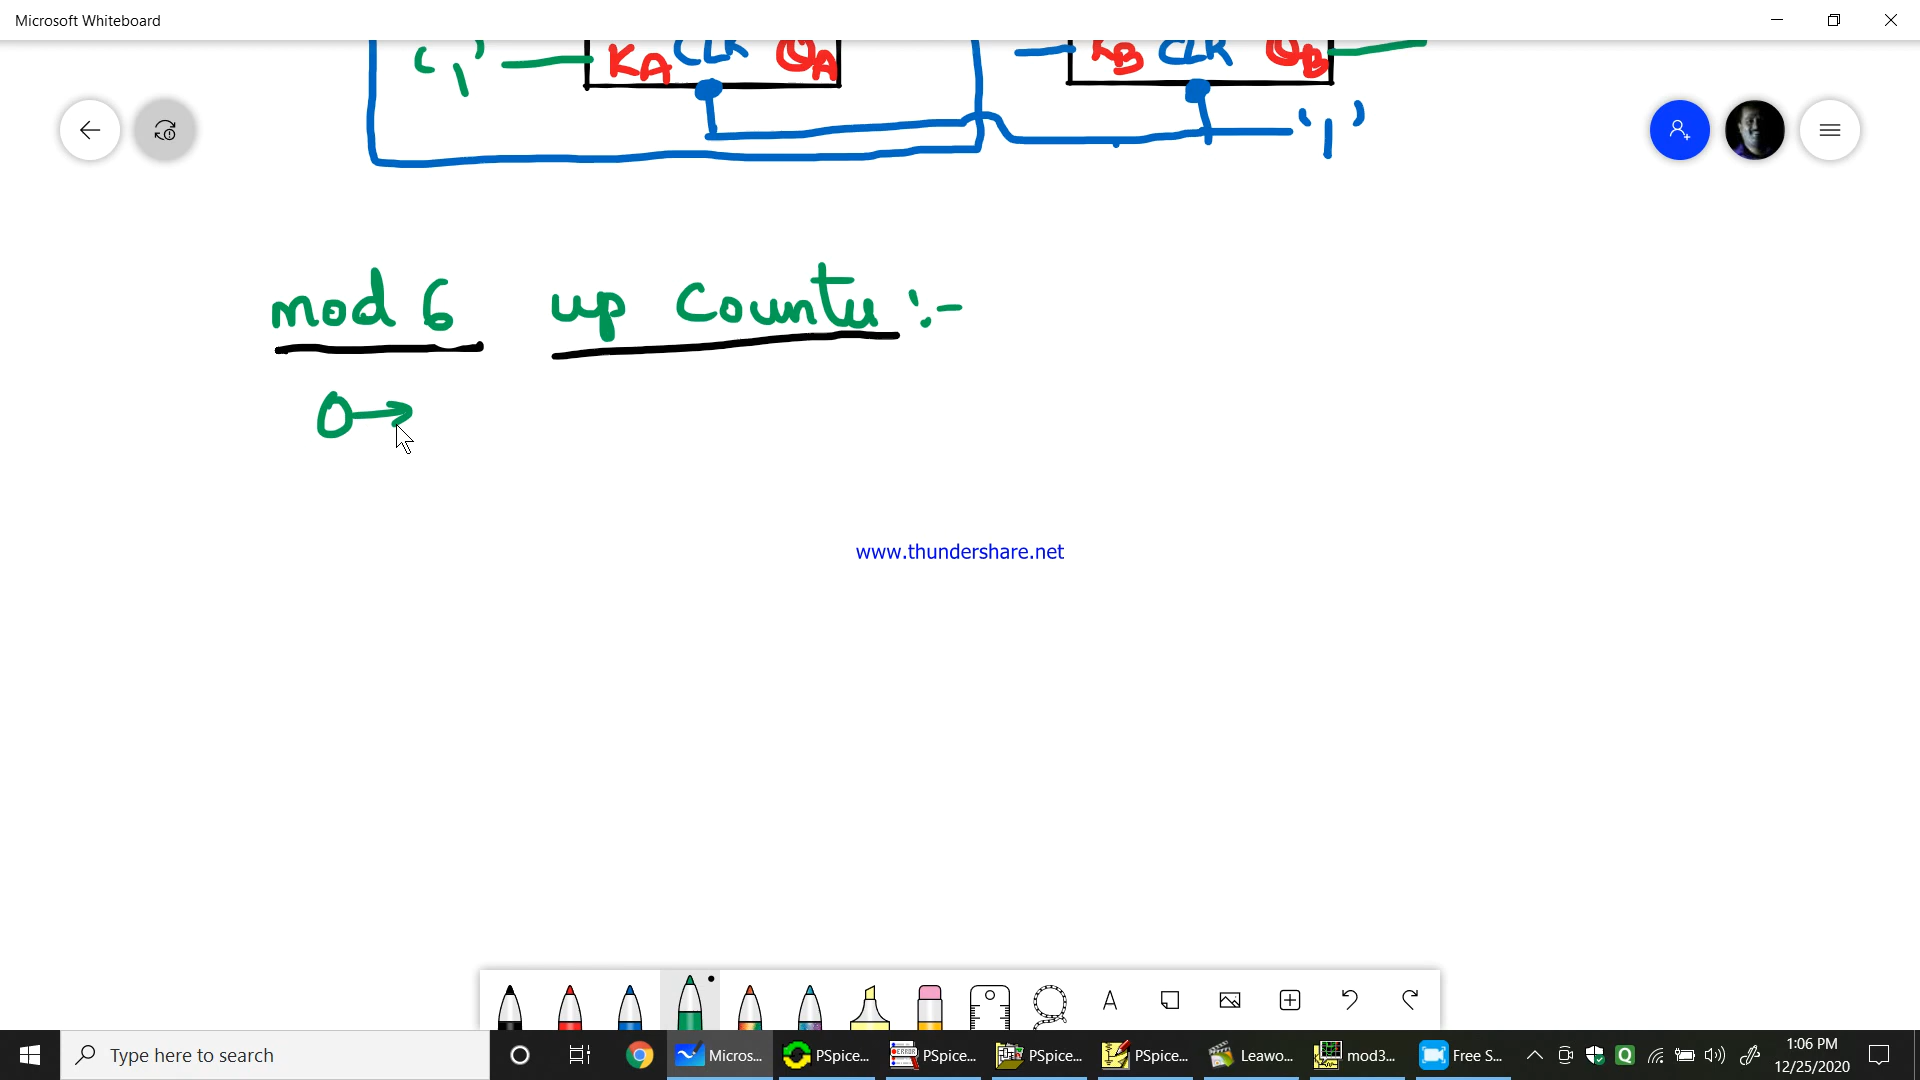 Microsoft Whiteboard
'1' KA CLK QA KB CLK QB
'1'
mod 6 up Counter :-
0→
www.thundershare.net
A
Type here to search
Micros... PSpice... PSpice... PSpice... PSpice... Leawo... mod3... Free S...
1:06 PM
12/25/2020